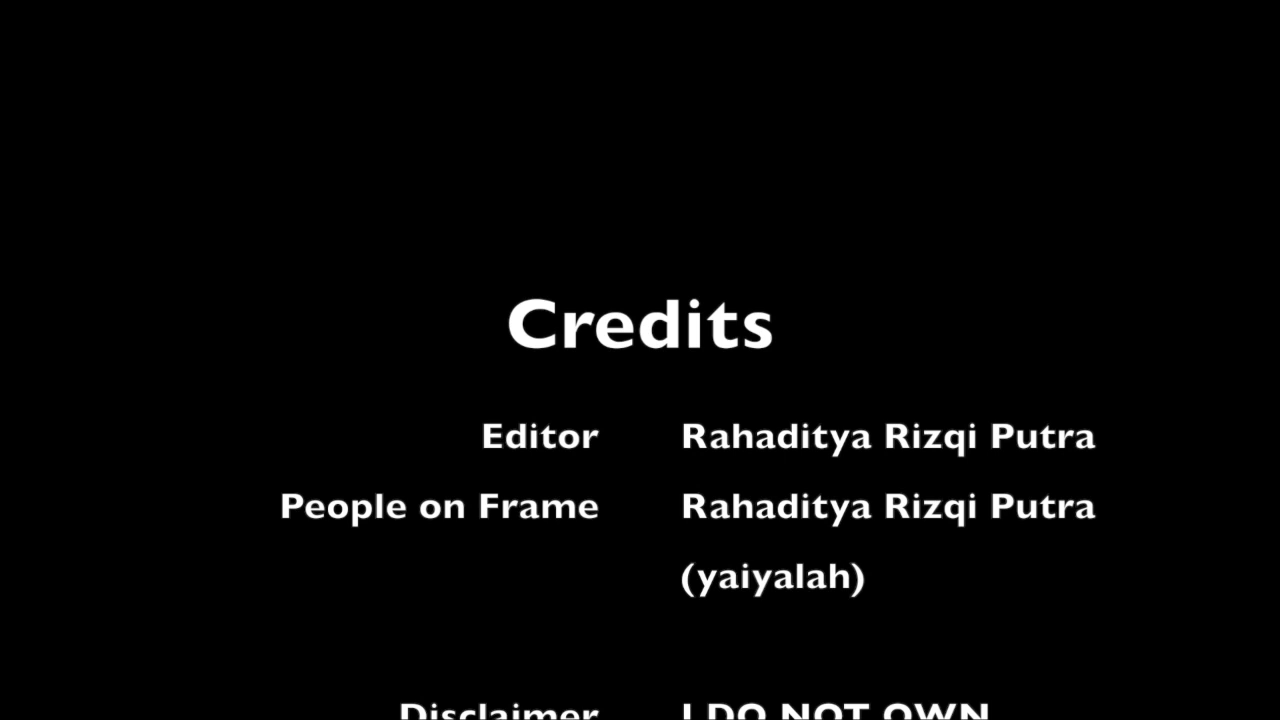 Credits
Editor Rahaditya Rizqi Putra
People on Frame Rahaditya Rizqi Putra
(yaiyalah)
Disclaimer I DO NOT OWN